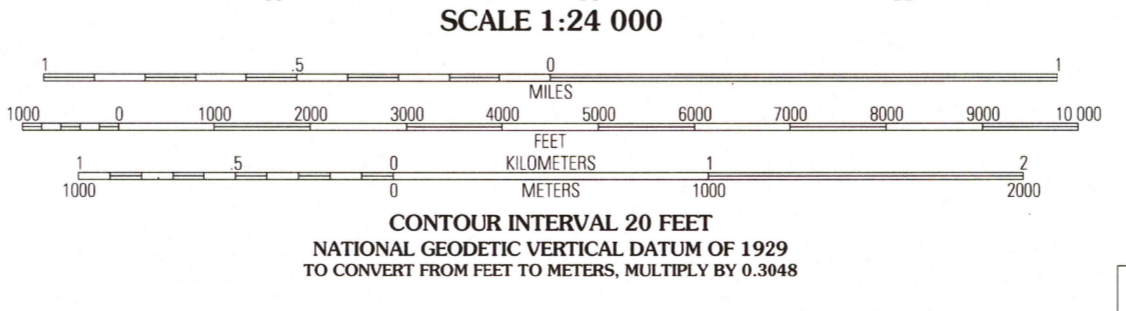 SCALE 1:24 000
1 .5 0 1
MILES
1000 0 1000 2000 3000 4000 5000 6000 7000 8000 9000 10 000
FEET
1 .5 0 KILOMETERS 1 2
1000 0 METERS 1000 2000
CONTOUR INTERVAL 20 FEET
NATIONAL GEODETIC VERTICAL DATUM OF 1929
TO CONVERT FROM FEET TO METERS, MULTIPLY BY 0.3048